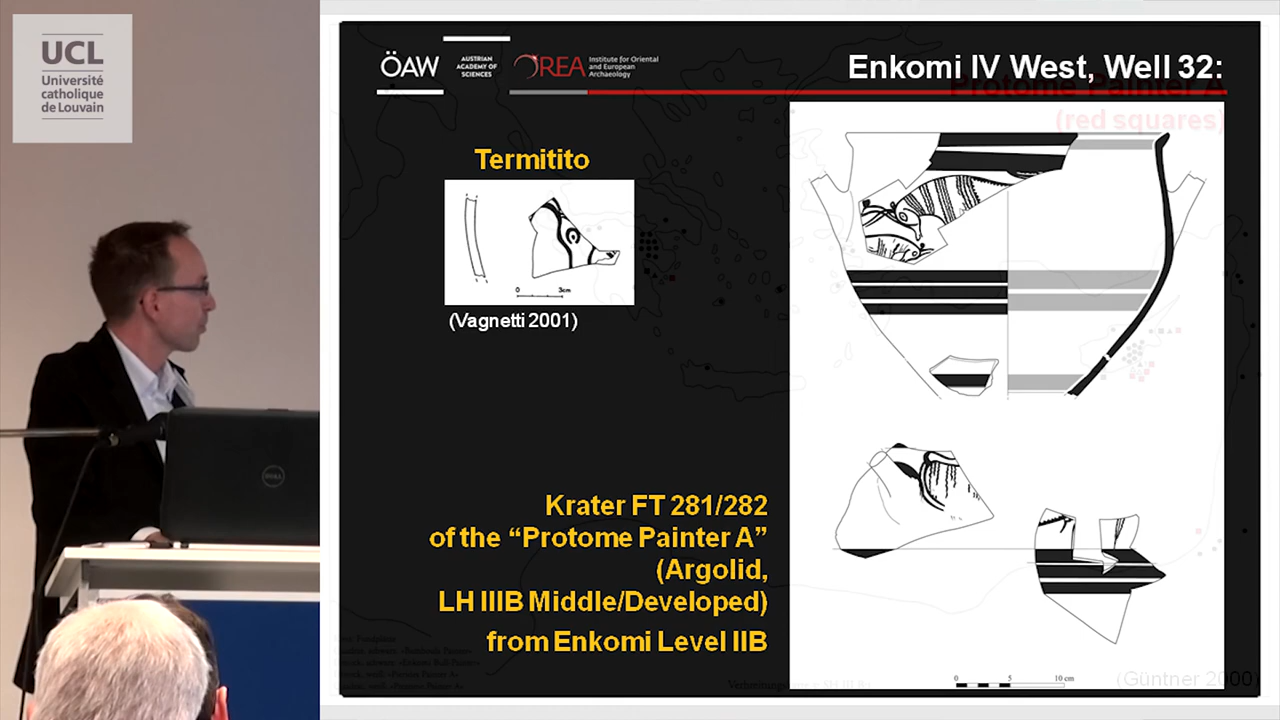 UCL
Université
catholique
de Louvain
ÖAW
AUSTRIAN
ACADEMY OF
SCIENCES
OREA
Institute for Oriental
and European
Archaeology
Enkomi IV West, Well 32:
Protome Painter A
(red squares)
Termitito
0 3cm
(Vagnetti 2001)
Krater FT 281/282
of the “Protome Painter A”
(Argolid,
LH IIIB Middle/Developed)
from Enkomi Level IIB
0 5 10 cm
(Güntner 2000)